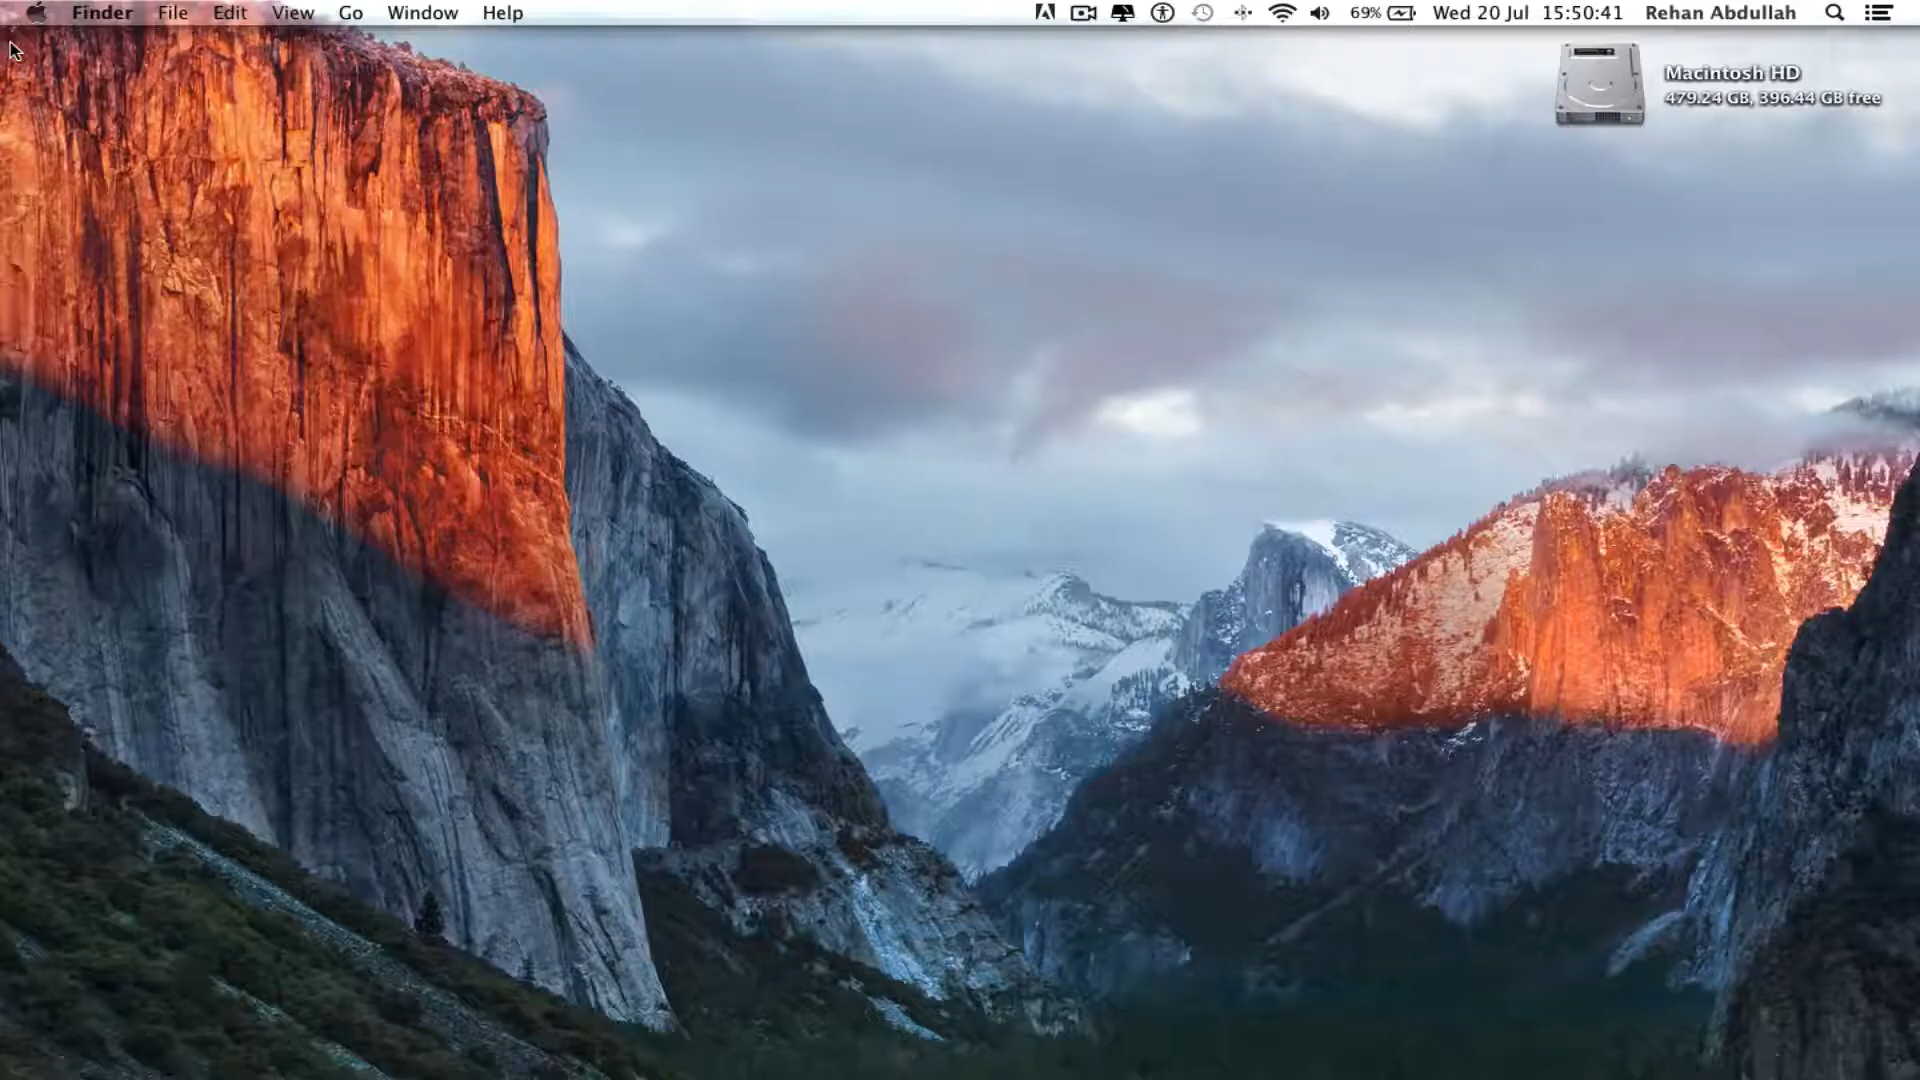 Finder File Edit View Go Window Help 69% Wed 20 Jul 15:50:41 Rehan Abdullah
Macintosh HD
479.24 GB, 396.44 GB free